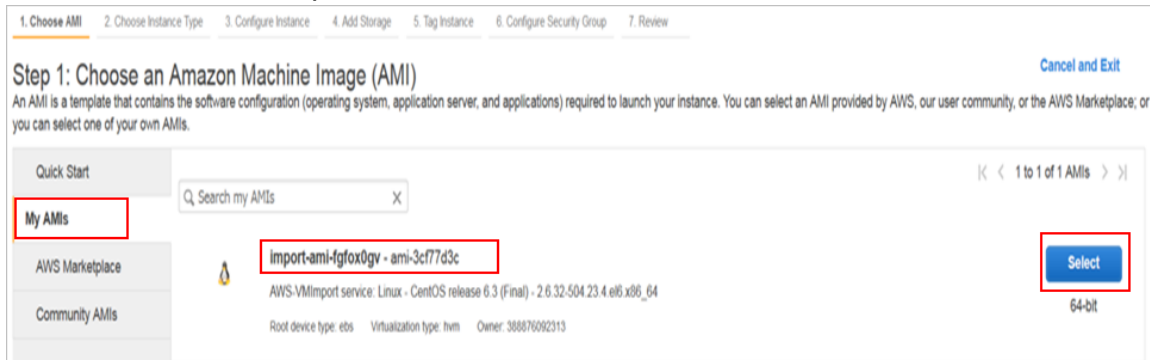 1. Choose AMI 2. Choose Instance Type 3. Configure Instance 4. Add Storage 5. Tag Instance 6. Configure Security Group 7. Review
Step 1: Choose an Amazon Machine Image (AMI)
Cancel and Exit
An AMI is a template that contains the software configuration (operating system, application server, and applications) required to launch your instance. You can select an AMI provided by AWS, our user community, or the AWS Marketplace; or
you can select one of your own AMIs.
Quick Start
1 to 1 of 1 AMIs
Search my AMIs X
My AMIs
import-ami-fgfox0gv - ami-3cf77d3c
Select
AWS Marketplace
AWS-VMImport service: Linux - CentOS release 6.3 (Final) - 2.6.32-504.23.4.el6.x86_64
64-bit
Community AMIs
Root device type: ebs Virtualization type: hvm Owner: 388876092313